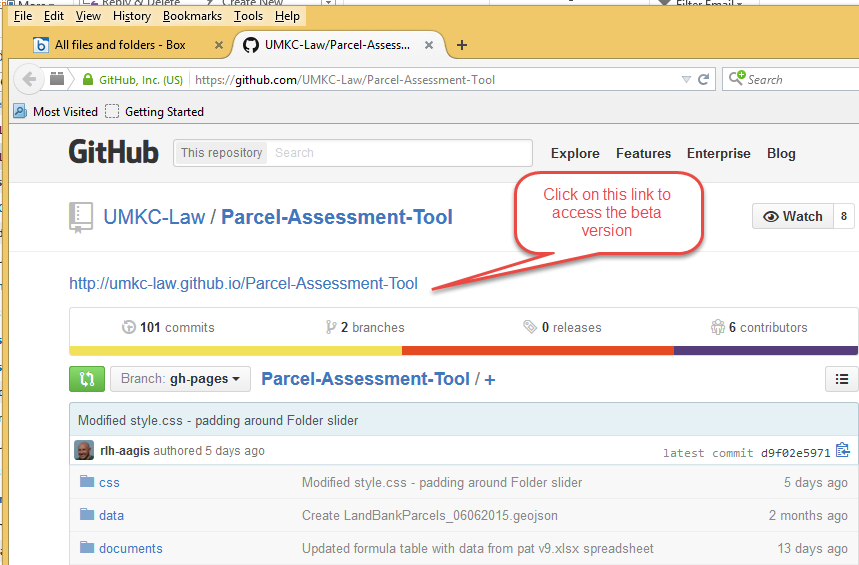 File Edit View History Bookmarks Tools Help
All files and folders - Box × UMKC-Law/Parcel-Assess... × +
GitHub, Inc. (US) https://github.com/UMKC-Law/Parcel-Assessment-Tool Search
Most Visited Getting Started
GitHub This repository Search Explore Features Enterprise Blog
Click on this link to
access the beta
version
UMKC-Law / Parcel-Assessment-Tool Watch 8
http://umkc-law.github.io/Parcel-Assessment-Tool
101 commits 2 branches 0 releases 6 contributors
Branch: gh-pages Parcel-Assessment-Tool / +
Modified style.css - padding around Folder slider
rlh-aagis authored 5 days ago latest commit d9f02e5971
css Modified style.css - padding around Folder slider 5 days ago
data Create LandBankParcels_06062015.geojson 2 months ago
documents Updated formula table with data from pat v9.xlsx spreadsheet 13 days ago